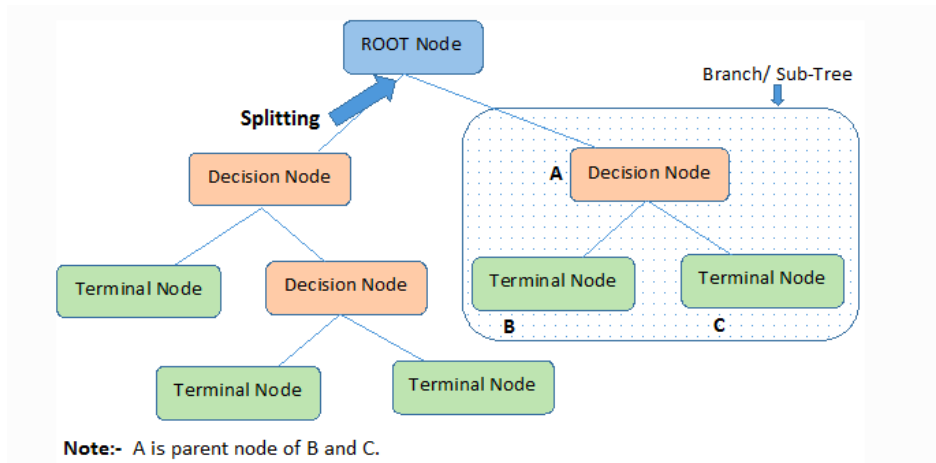 ROOT Node
Branch/ Sub-Tree
Splitting
Decision Node
A Decision Node
Terminal Node
Decision Node
Terminal Node
Terminal Node
B
C
Terminal Node
Terminal Node
Note:- A is parent node of B and C.